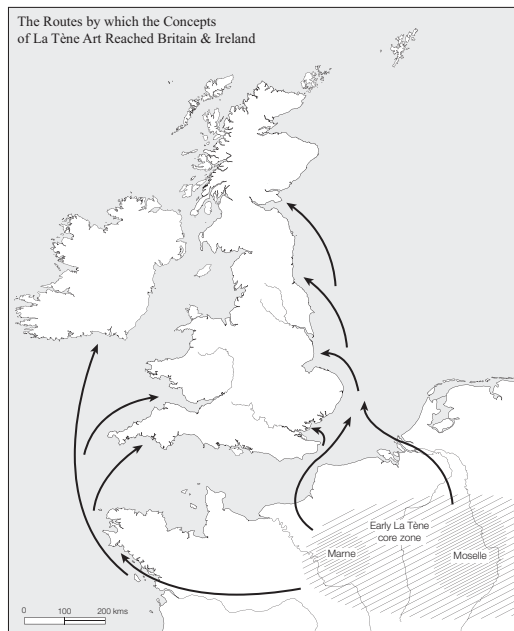 The Routes by which the Concepts
of La Tène Art Reached Britain & Ireland
Early La Tène
core zone
Marne
Moselle
0 100 200 kms